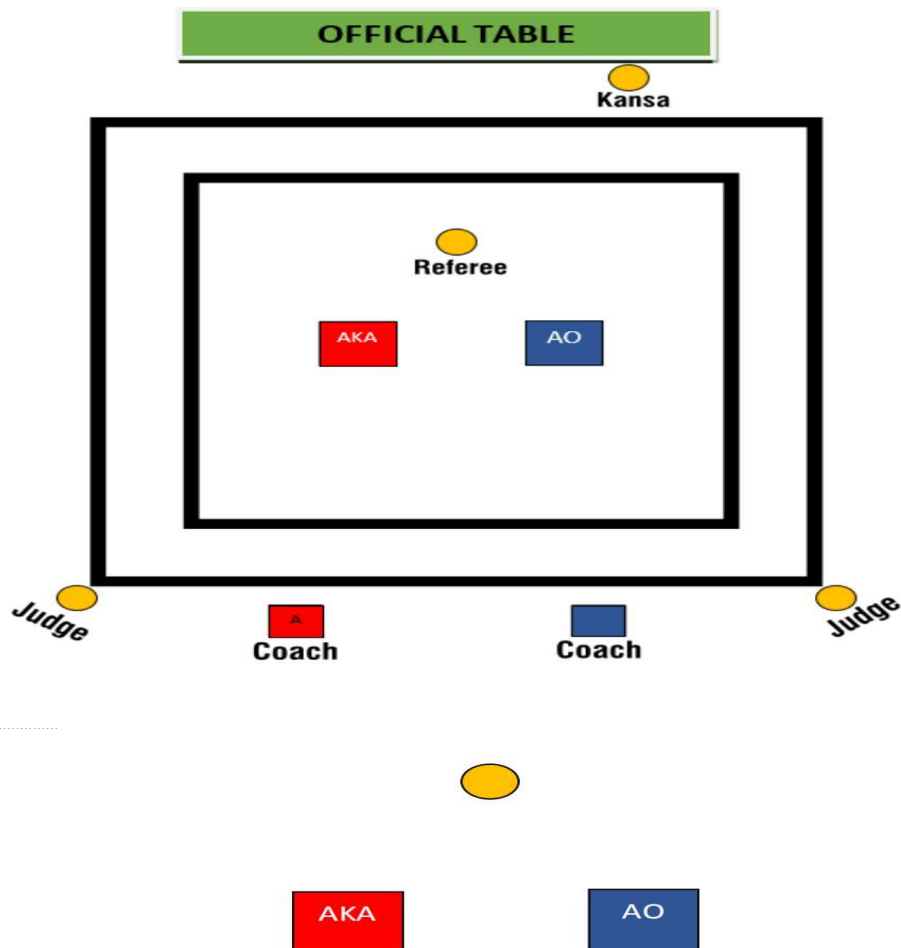 OFFICIAL TABLE
Kansa
Referee
AKA
AO
Judge
A
Coach
Coach
Judge
AKA
AO